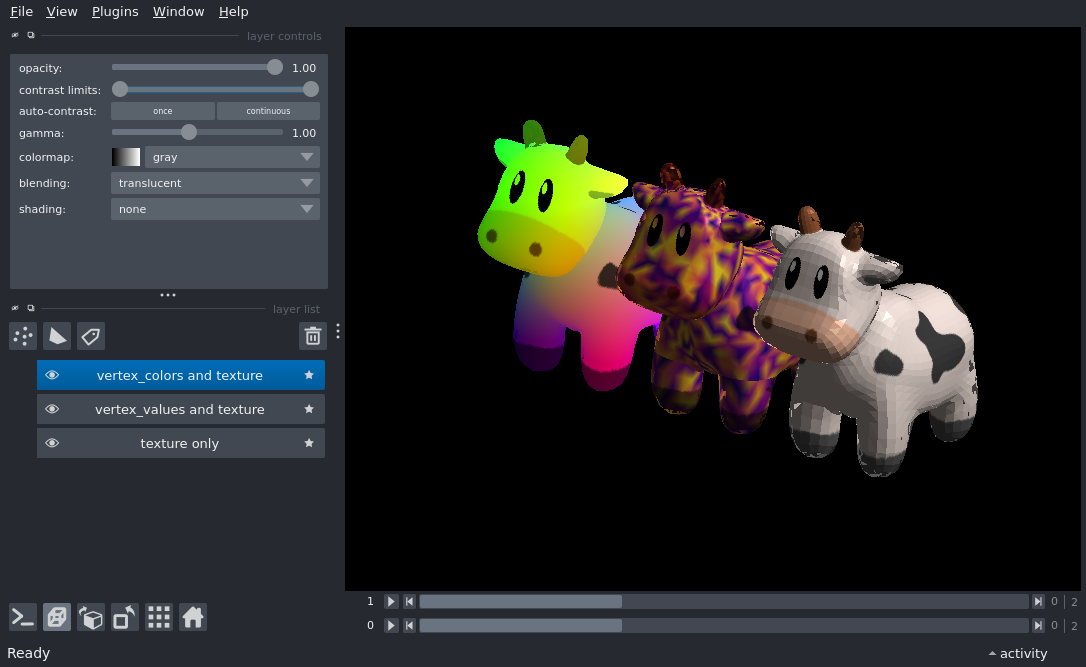 File View Plugins Window Help
layer controls
opacity: 1.00
contrast limits:
auto-contrast: once continuous
gamma: 1.00
colormap: gray
blending: translucent
shading: none
layer list
vertex_colors and texture
vertex_values and texture
texture only
1 0 | 2
0 0 | 2
Ready activity